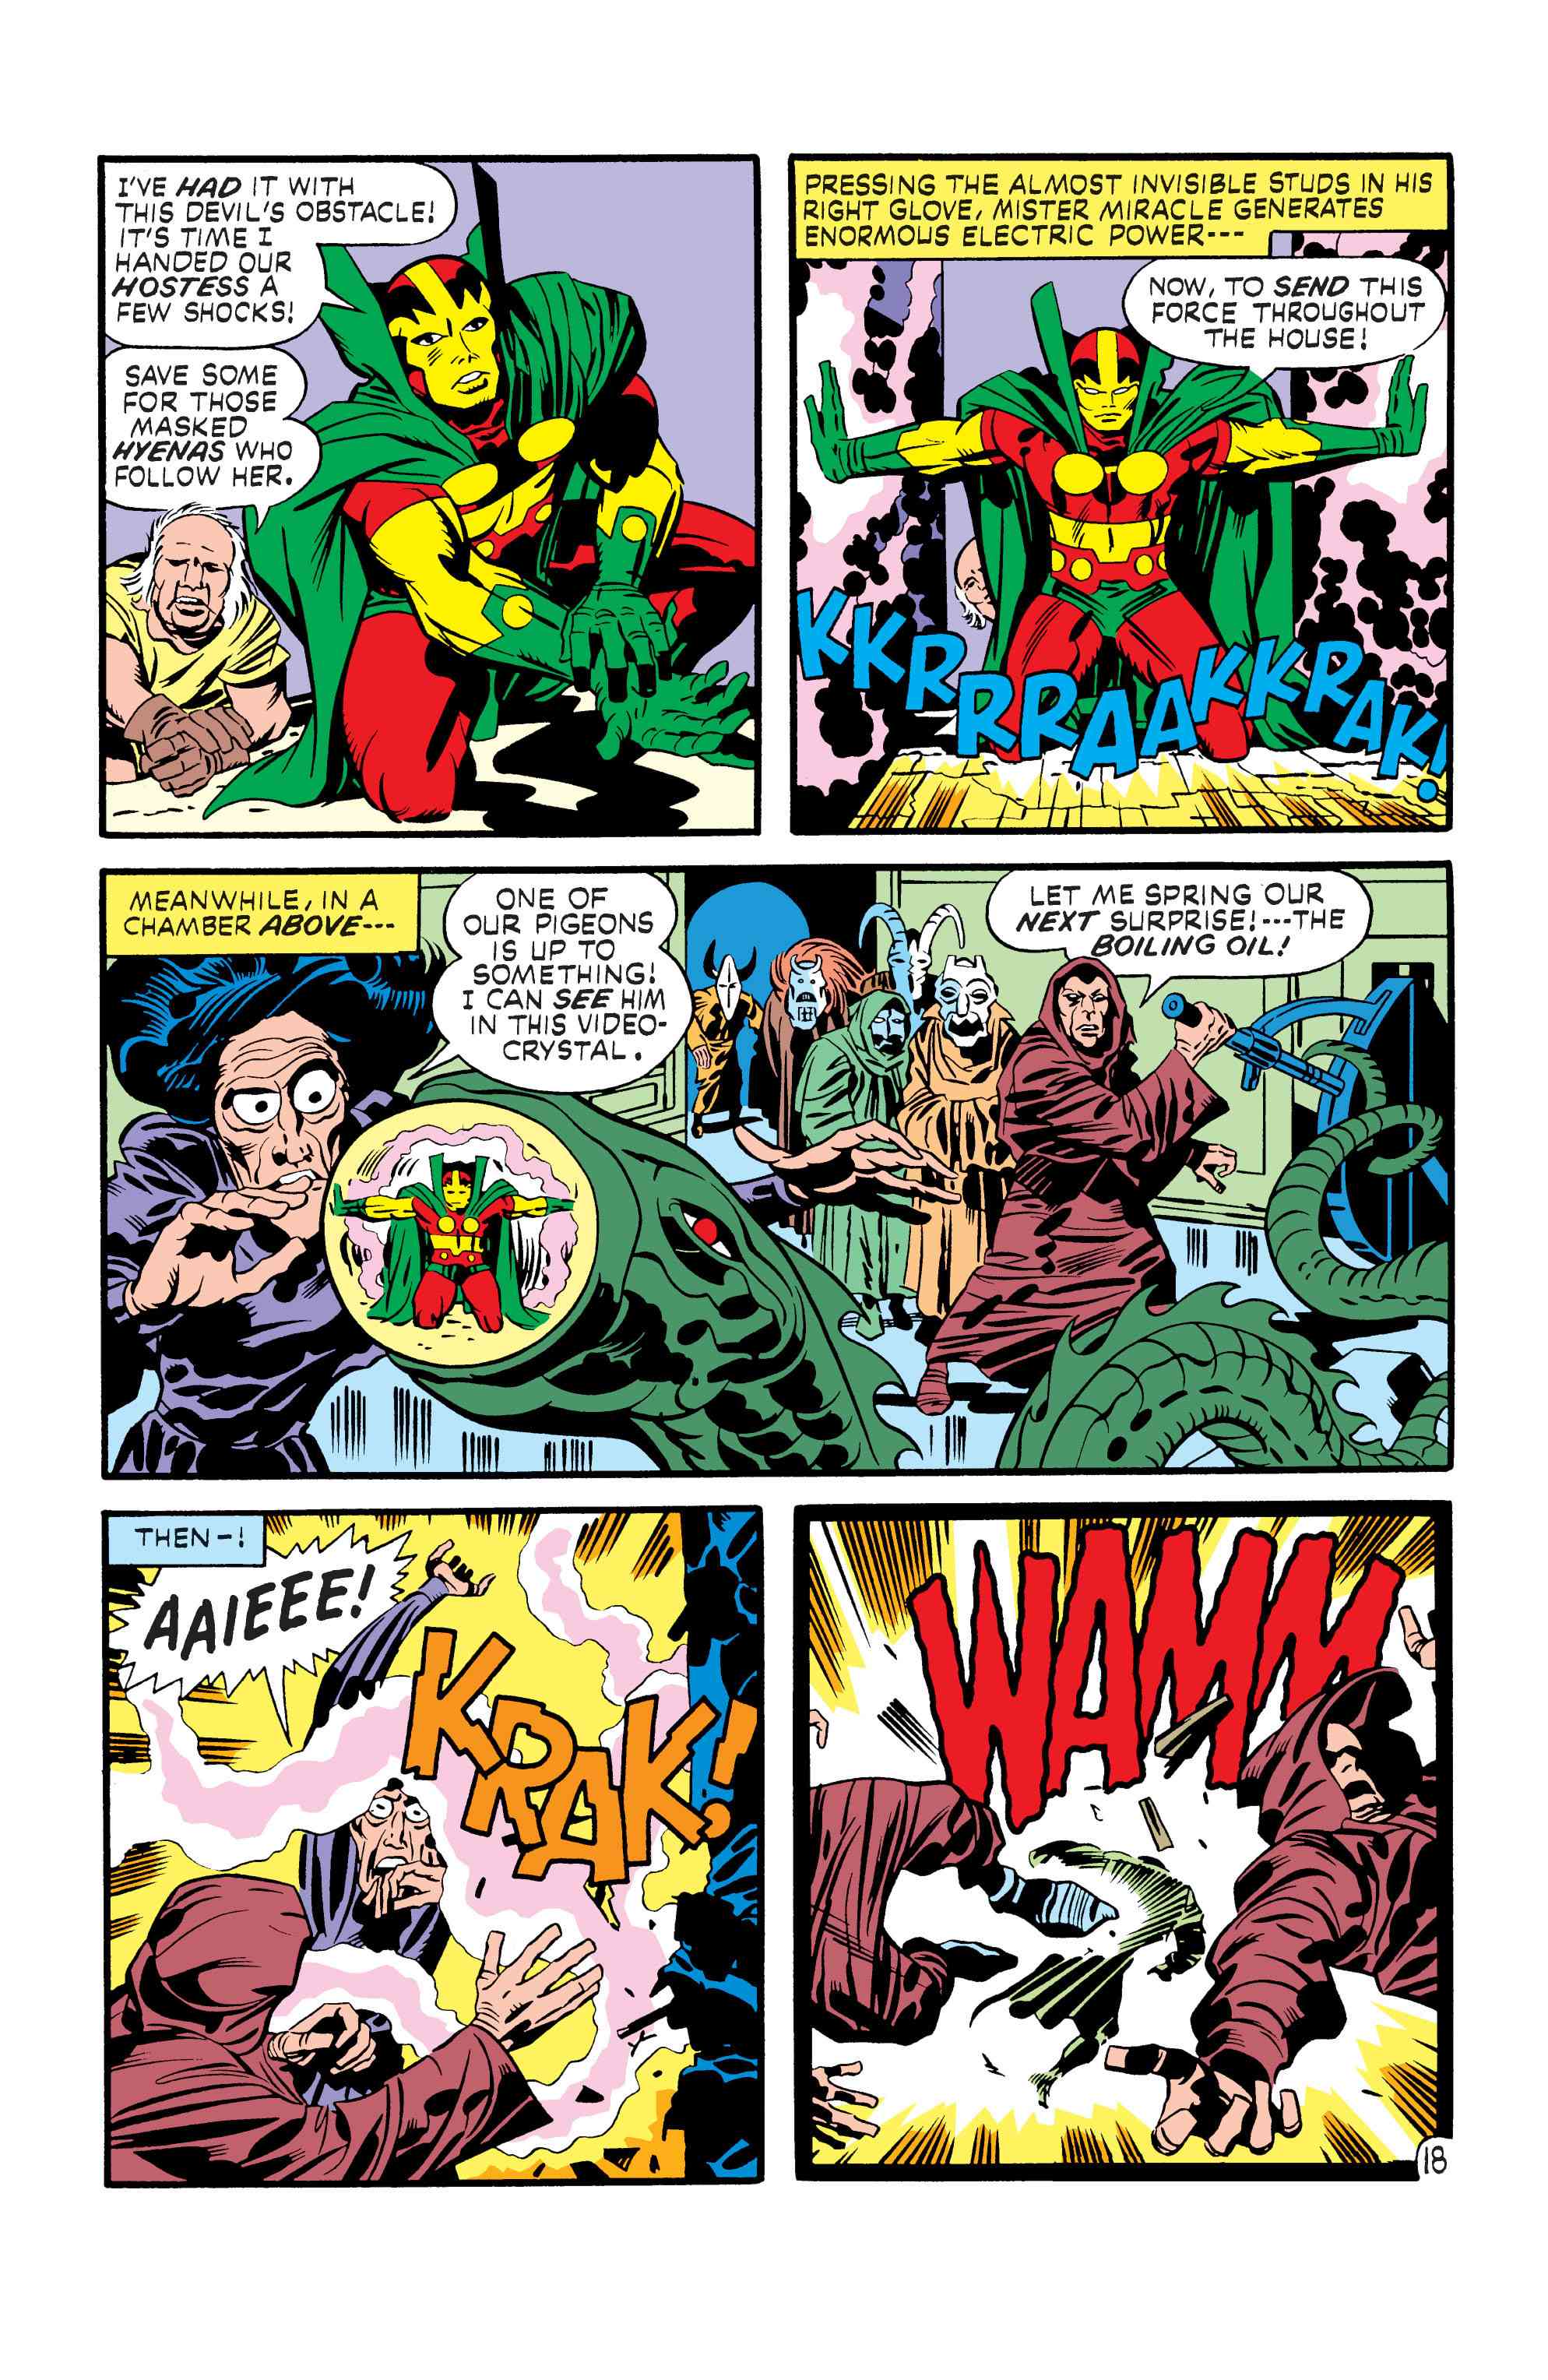 I'VE HAD IT WITH
THIS DEVIL'S OBSTACLE!
IT'S TIME I
HANDED OUR
HOSTESS A
FEW SHOCKS!
SAVE SOME
FOR THOSE
MASKED
HYENAS WHO
FOLLOW HER.
PRESSING THE ALMOST INVISIBLE STUDS IN HIS
RIGHT GLOVE, MISTER MIRACLE GENERATES
ENORMOUS ELECTRIC POWER---
NOW, TO SEND THIS
FORCE THROUGHOUT
THE HOUSE!
KKRRRRAAKKKRAK!
MEANWHILE, IN A
CHAMBER ABOVE---
ONE OF
OUR PIGEONS
IS UP TO
SOMETHING!
I CAN SEE HIM
IN THIS VIDEO-
CRYSTAL.
LET ME SPRING OUR
NEXT SURPRISE!---THE
BOILING OIL!
THEN-!
AAIEEE!
KRAK!
WAMM
18